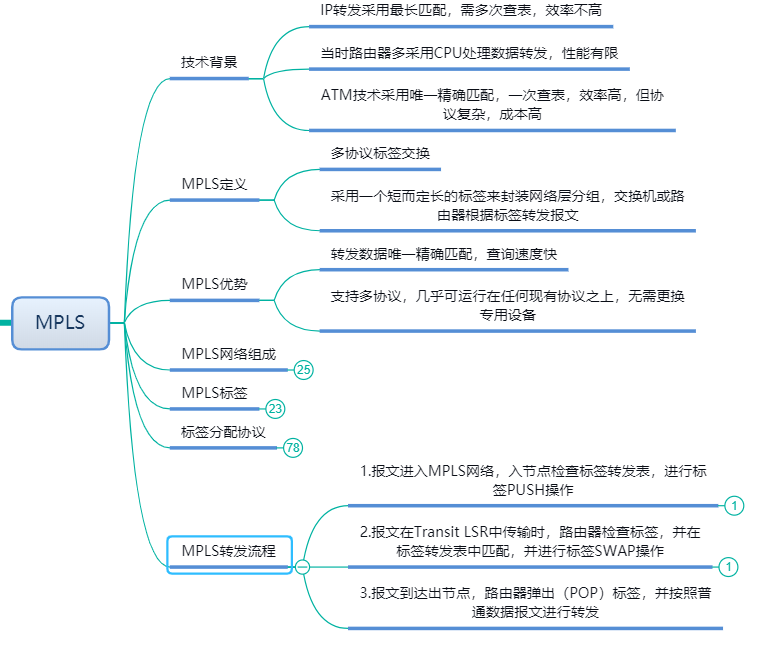 IP转发采用最长匹配，需多次查表，效率不高
技术背景
当时路由器多采用CPU处理数据转发，性能有限
ATM技术采用唯一精确匹配，一次查表，效率高，但协
议复杂，成本高
多协议标签交换
MPLS定义
采用一个短而定长的标签来封装网络层分组，交换机或路
由器根据标签转发报文
转发数据唯一精确匹配，查询速度快
MPLS优势
支持多协议，几乎可运行在任何现有协议之上，无需更换
专用设备
MPLS
MPLS网络组成
25
MPLS标签
23
标签分配协议
78
1.报文进入MPLS网络，入节点检查标签转发表，进行标
签PUSH操作
1
MPLS转发流程
2.报文在Transit LSR中传输时，路由器检查标签，并在
标签转发表中匹配，并进行标签SWAP操作
1
3.报文到达出节点，路由器弹出（POP）标签，并按照普
通数据报文进行转发